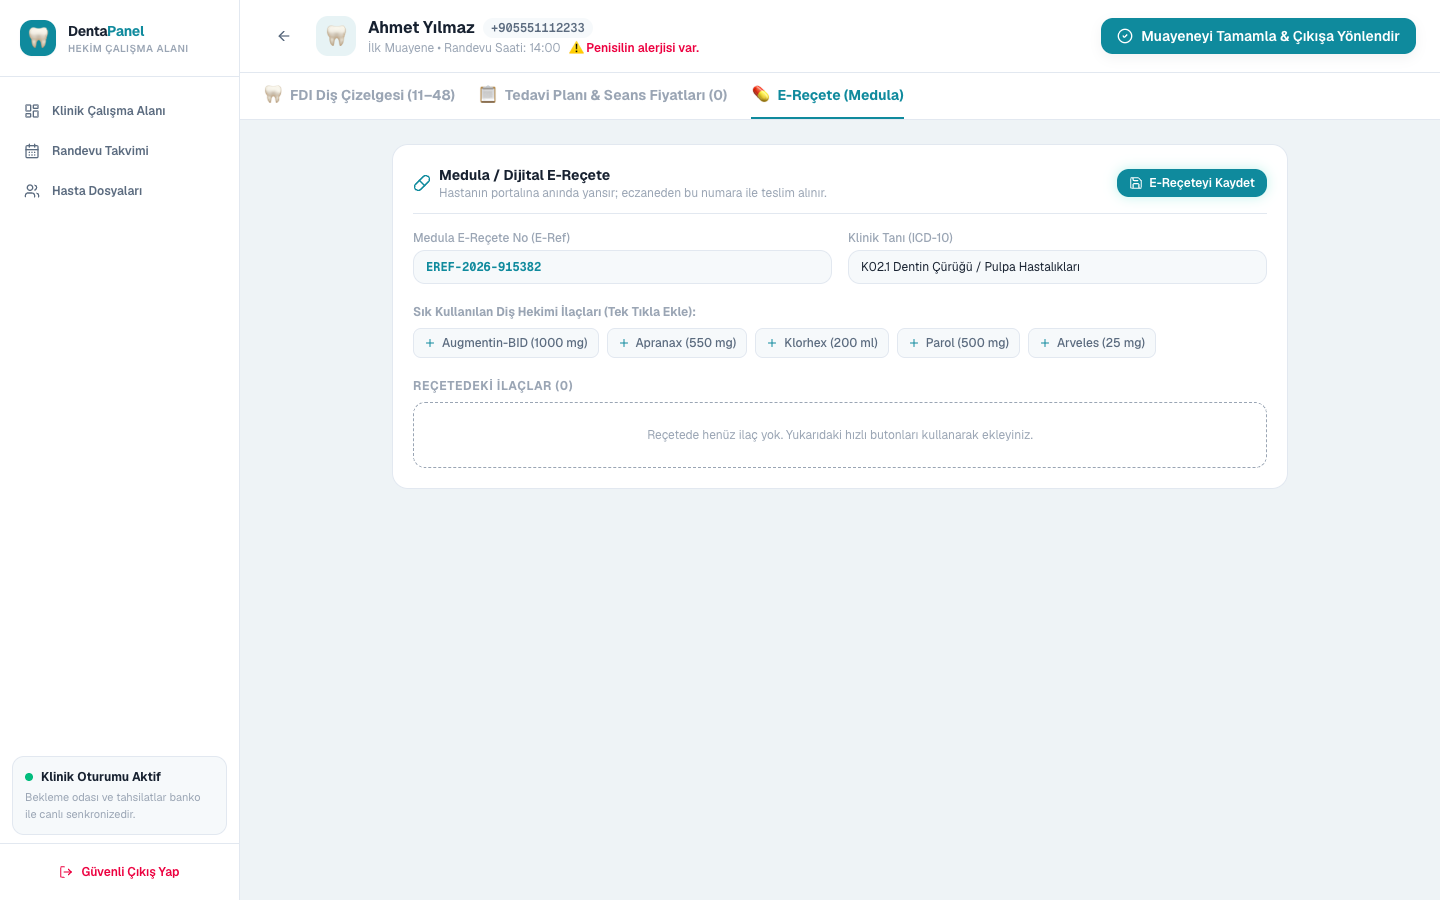 DentaPanel
HEKİM ÇALIŞMA ALANI
Klinik Çalışma Alanı
Randevu Takvimi
Hasta Dosyaları
Klinik Oturumu Aktif
Bekleme odası ve tahsilatlar banko
ile canlı senkronizedir.
Güvenli Çıkış Yap
Ahmet Yılmaz +905551112233
İlk Muayene • Randevu Saati: 14:00 ⚠️ Penisilin alerjisi var.
Muayeneyi Tamamla & Çıkışa Yönlendir
FDI Diş Çizelgesi (11–48) Tedavi Planı & Seans Fiyatları (0) E-Reçete (Medula)
Medula / Dijital E-Reçete
Hastanın portalına anında yansır; eczaneden bu numara ile teslim alınır.
E-Reçeteyi Kaydet
Medula E-Reçete No (E-Ref) Klinik Tanı (ICD-10)
EREF-2026-915382 K02.1 Dentin Çürüğü / Pulpa Hastalıkları
Sık Kullanılan Diş Hekimi İlaçları (Tek Tıkla Ekle):
+ Augmentin-BID (1000 mg) + Apranax (550 mg) + Klorhex (200 ml) + Parol (500 mg) + Arveles (25 mg)
REÇETEDEKİ İLAÇLAR (0)
Reçetede henüz ilaç yok. Yukarıdaki hızlı butonları kullanarak ekleyiniz.